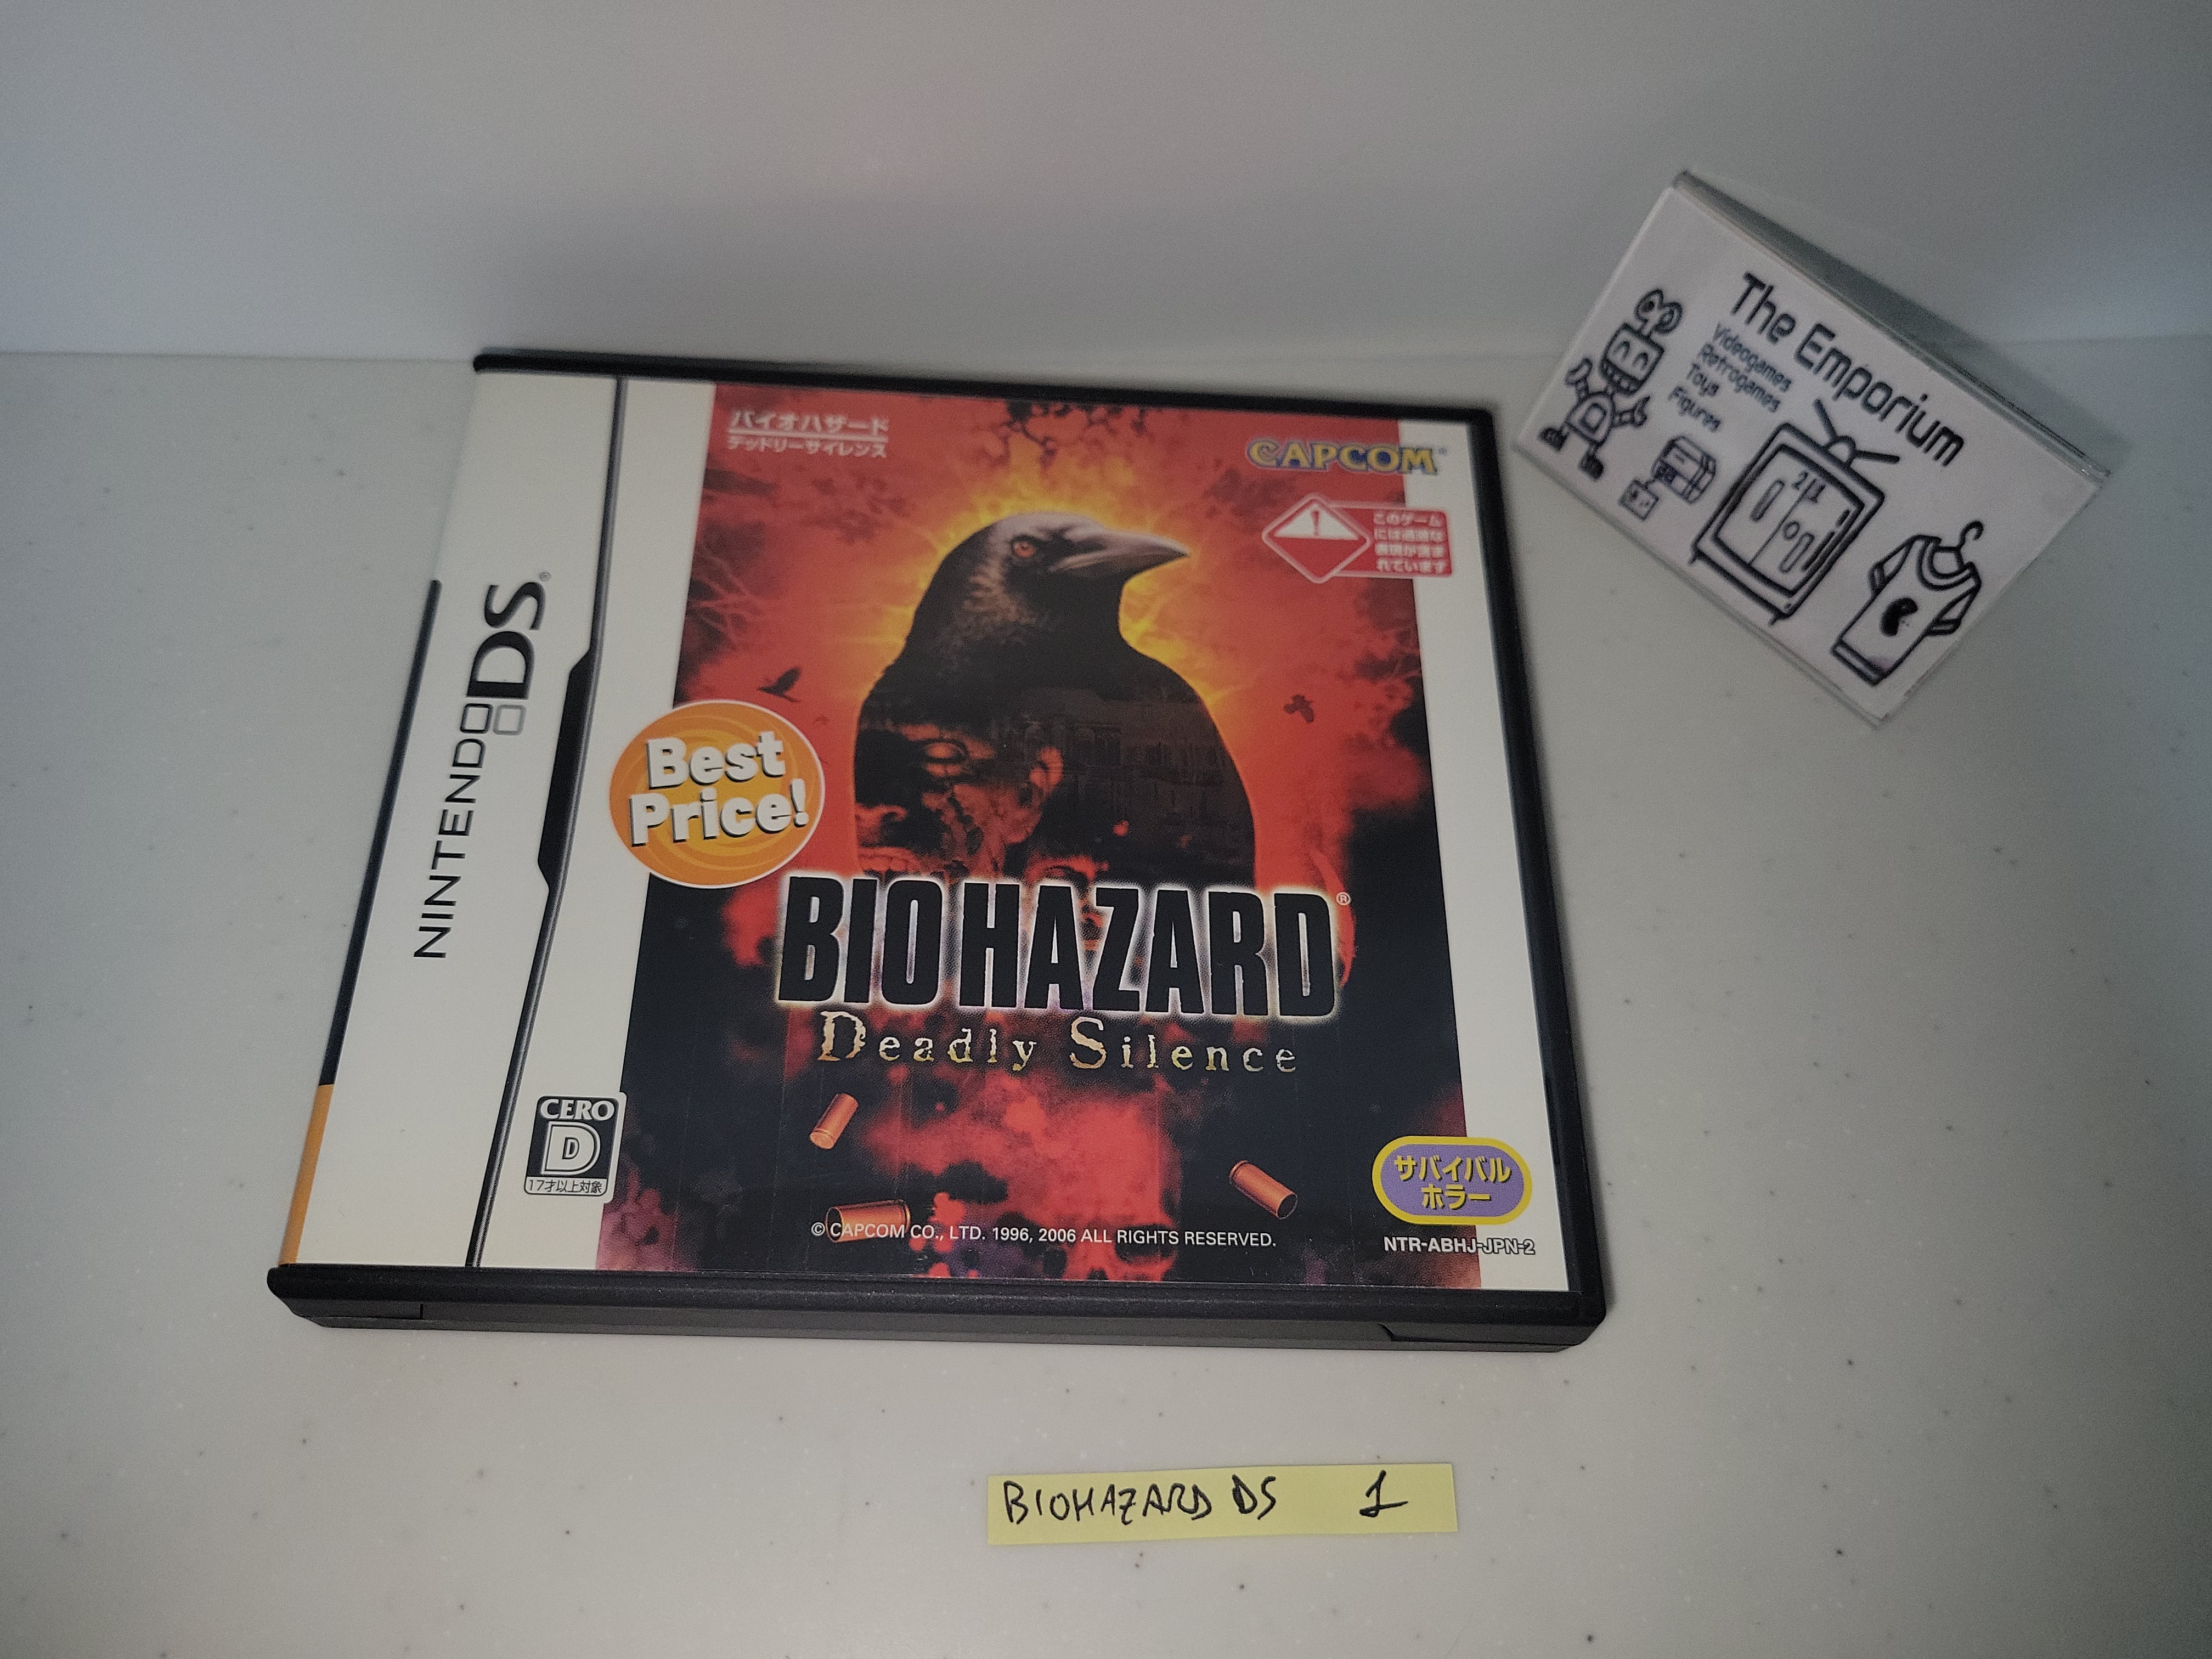 The Emporium
Videogames
Retrogames
Toys
Figures
NINTENDO DS®
バイオハザード
デッドリーサイレンス
CAPCOM®
!
このゲーム
には過激な
表現が含ま
れています
Best
Price!
BIOHAZARD®
Deadly Silence
CERO
D
17才以上対象
サバイバル
ホラー
© CAPCOM CO., LTD. 1996, 2006 ALL RIGHTS RESERVED.
NTR-ABHJ-JPN-2
BIOHAZARD DS 1